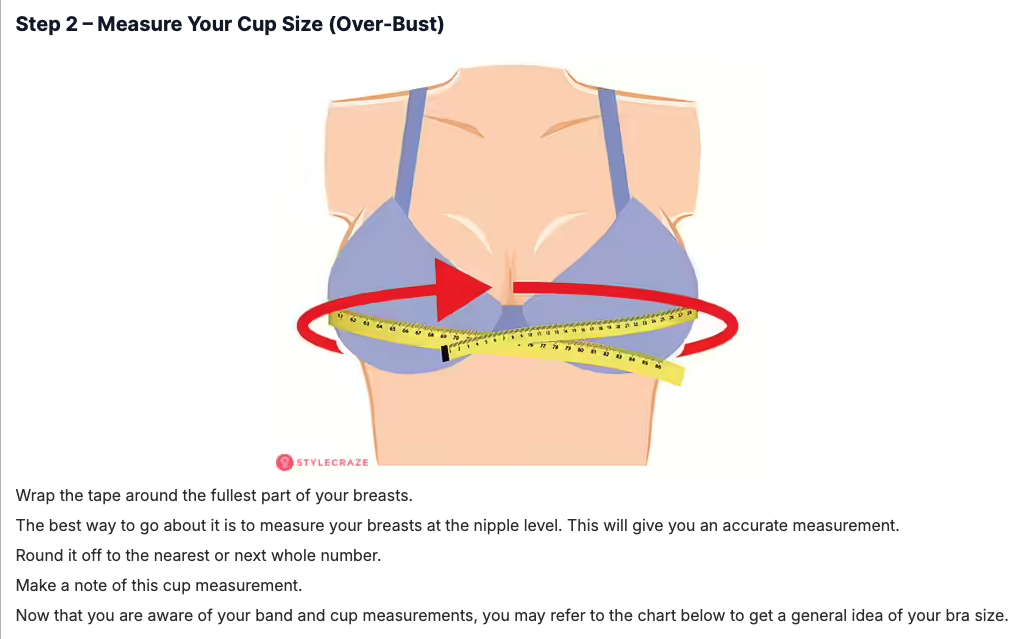 Step 2 – Measure Your Cup Size (Over-Bust)
STYLECRAZE
Wrap the tape around the fullest part of your breasts.
The best way to go about it is to measure your breasts at the nipple level. This will give you an accurate measurement.
Round it off to the nearest or next whole number.
Make a note of this cup measurement.
Now that you are aware of your band and cup measurements, you may refer to the chart below to get a general idea of your bra size.